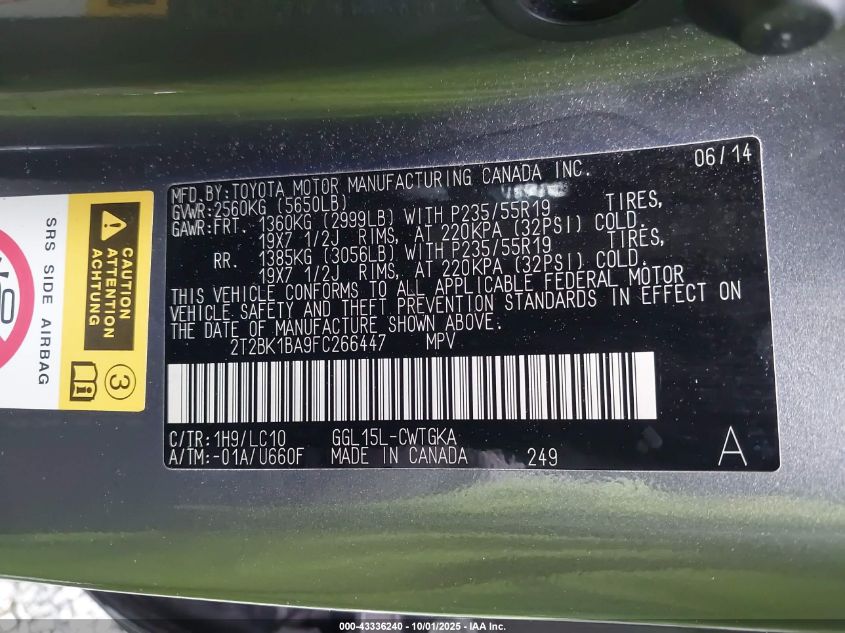 MFD. BY: TOYOTA MOTOR MANUFACTURING CANADA INC. 06/14
GVWR: 2560KG (5650LB)
GAWR: FRT. 1360KG (2999LB) WITH P235/55R19 TIRES,
19X7 1/2J RIMS, AT 220KPA (32PSI) COLD.
RR. 1385KG (3056LB) WITH P235/55R19 TIRES,
19X7 1/2J RIMS, AT 220KPA (32PSI) COLD.
THIS VEHICLE CONFORMS TO ALL APPLICABLE FEDERAL MOTOR
VEHICLE SAFETY AND THEFT PREVENTION STANDARDS IN EFFECT ON
THE DATE OF MANUFACTURE SHOWN ABOVE.
2T2BK1BA9FC266447 MPV
C/TR: 1H9/LC10 GGL15L-CWTGKA
A/TM: -01A/U660F MADE IN CANADA 249 A
CAUTION
ATTENTION
ACHTUNG
SRS SIDE AIRBAG
3
000-43336240 - 10/01/2025 - IAA Inc.